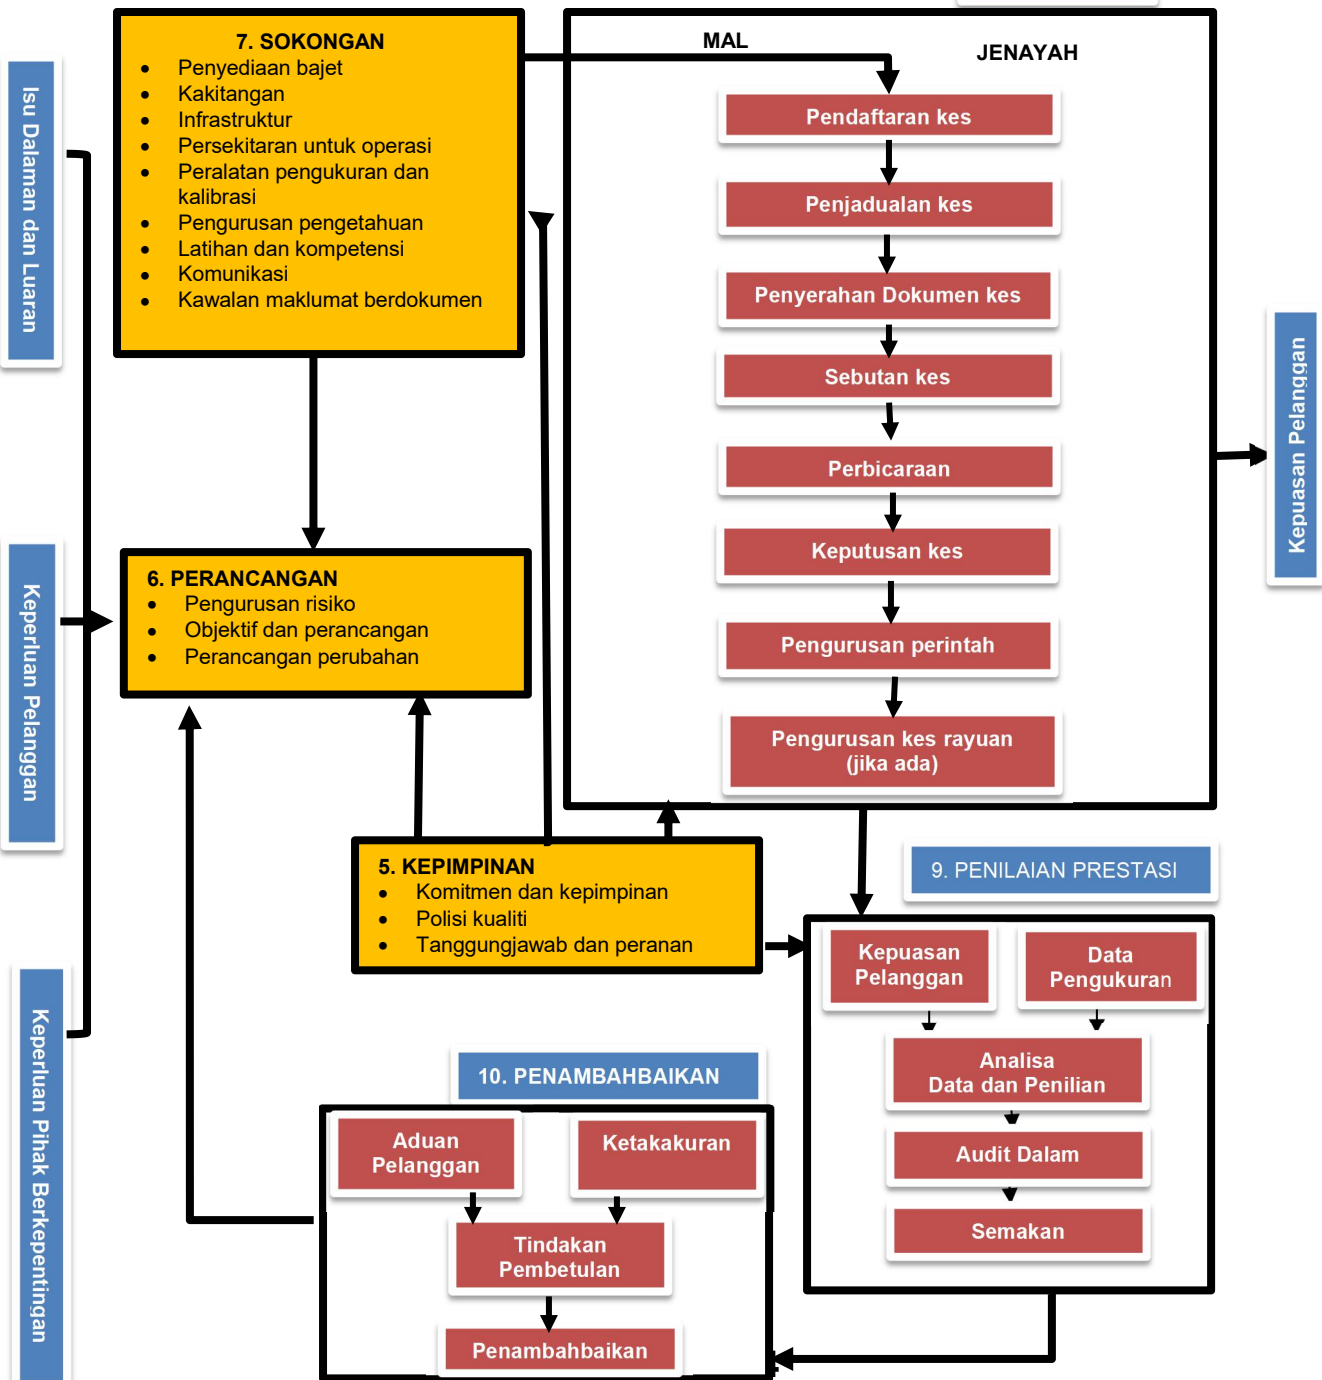 Isu Dalaman dan Luaran
Keperluan Pelanggan
Keperluan Pihak Berkepentingan
7. SOKONGAN
• Penyediaan bajet
• Kakitangan
• Infrastruktur
• Persekitaran untuk operasi
• Peralatan pengukuran dan
kalibrasi
• Pengurusan pengetahuan
• Latihan dan kompetensi
• Komunikasi
• Kawalan maklumat berdokumen
6. PERANCANGAN
• Pengurusan risiko
• Objektif dan perancangan
• Perancangan perubahan
5. KEPIMPINAN
• Komitmen dan kepimpinan
• Polisi kualiti
• Tanggungjawab dan peranan
MAL
JENAYAH
Pendaftaran kes
Penjadualan kes
Penyerahan Dokumen kes
Sebutan kes
Perbicaraan
Keputusan kes
Pengurusan perintah
Pengurusan kes rayuan
(jika ada)
Kepuasan Pelanggan
9. PENILAIAN PRESTASI
Kepuasan
Pelanggan
Data
Pengukuran
Analisa
Data dan Penilian
Audit Dalam
Semakan
10. PENAMBAHBAIKAN
Aduan
Pelanggan
Ketakakuran
Tindakan
Pembetulan
Penambahbaikan